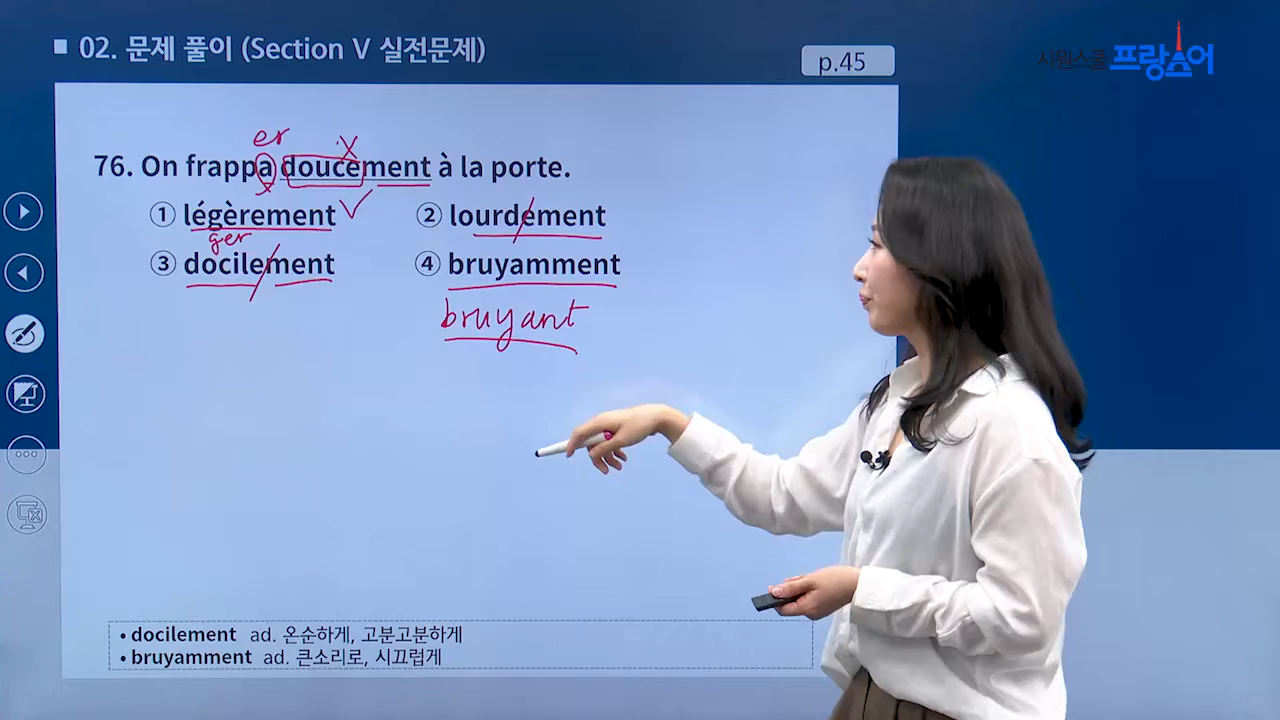 02. 문제 풀이 (Section V 실전문제)
p.45
시원스쿨 프랑스어
er
76. On frappa doucement à la porte.
① légèrement ② lourdement
ger
③ docilement ④ bruyamment
bruyant
• docilement ad. 온순하게, 고분고분하게
• bruyamment ad. 큰소리로, 시끄럽게